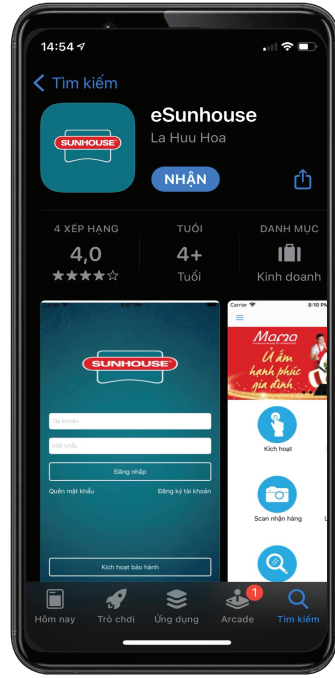 14:54
Tìm kiếm
SUNHOUSE
eSunhouse
La Huu Hoa
NHẬN
4 XẾP HẠNG
TUỔI
DANH MỤC
4,0
4+
★★★★☆
Tuổi
Kinh doanh
SUNHOUSE
Tài khoản
Mật khẩu
Đăng nhập
Quên mật khẩu
Đăng ký tài khoản
Kích hoạt bảo hành
Carrier
8:10 PM
Mama
Ủ ấm
hạnh phúc
gia đình
Kích hoạt
Scan nhận hàng
Hôm nay
Trò chơi
Ứng dụng
Arcade
1
Tìm kiếm